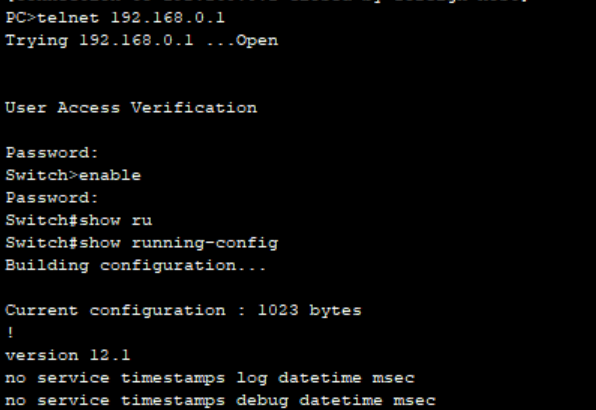 PC>telnet 192.168.0.1
Trying 192.168.0.1 ...Open
User Access Verification
Password:
Switch>enable
Password:
Switch#show ru
Switch#show running-config
Building configuration...
Current configuration : 1023 bytes
!
version 12.1
no service timestamps log datetime msec
no service timestamps debug datetime msec